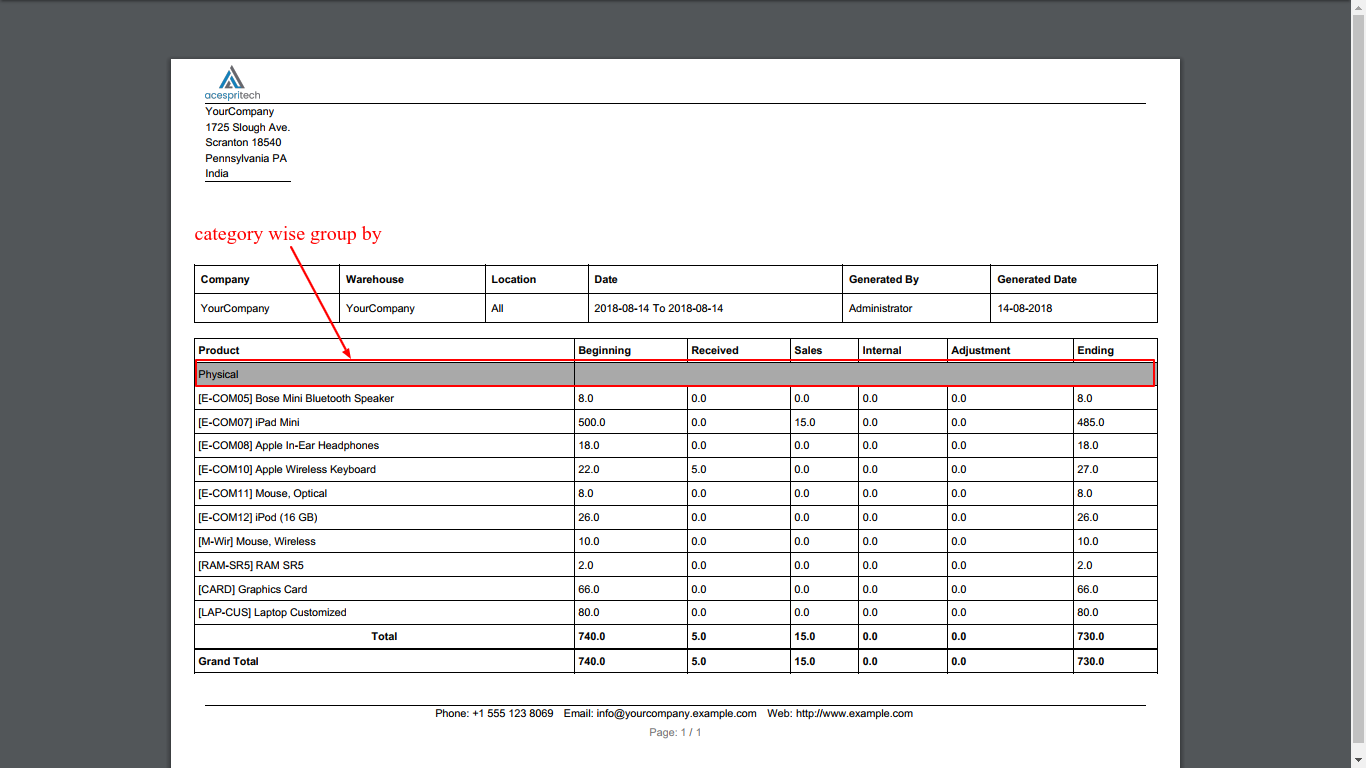 acespritech
YourCompany
1725 Slough Ave.
Scranton 18540
Pennsylvania PA
India
category wise group by
Company Warehouse Location Date Generated By Generated Date
YourCompany YourCompany All 2018-08-14 To 2018-08-14 Administrator 14-08-2018
Product Beginning Received Sales Internal Adjustment Ending
Physical
[E-COM05] Bose Mini Bluetooth Speaker 8.0 0.0 0.0 0.0 0.0 8.0
[E-COM07] iPad Mini 500.0 0.0 15.0 0.0 0.0 485.0
[E-COM08] Apple In-Ear Headphones 18.0 0.0 0.0 0.0 0.0 18.0
[E-COM10] Apple Wireless Keyboard 22.0 5.0 0.0 0.0 0.0 27.0
[E-COM11] Mouse, Optical 8.0 0.0 0.0 0.0 0.0 8.0
[E-COM12] iPod (16 GB) 26.0 0.0 0.0 0.0 0.0 26.0
[M-Wir] Mouse, Wireless 10.0 0.0 0.0 0.0 0.0 10.0
[RAM-SR5] RAM SR5 2.0 0.0 0.0 0.0 0.0 2.0
[CARD] Graphics Card 66.0 0.0 0.0 0.0 0.0 66.0
[LAP-CUS] Laptop Customized 80.0 0.0 0.0 0.0 0.0 80.0
Total 740.0 5.0 15.0 0.0 0.0 730.0
Grand Total 740.0 5.0 15.0 0.0 0.0 730.0
Phone: +1 555 123 8069 Email: info@yourcompany.example.com Web: http://www.example.com
Page: 1 / 1